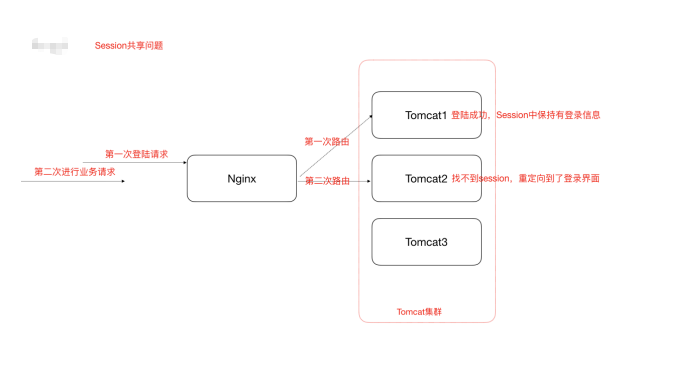 Session共享问题
第一次登陆请求
第二次进行业务请求
Nginx
第一次路由
第二次路由
Tomcat1
登陆成功，Session中保持有登录信息
Tomcat2
找不到session，重定向到了登录界面
Tomcat3
Tomcat集群